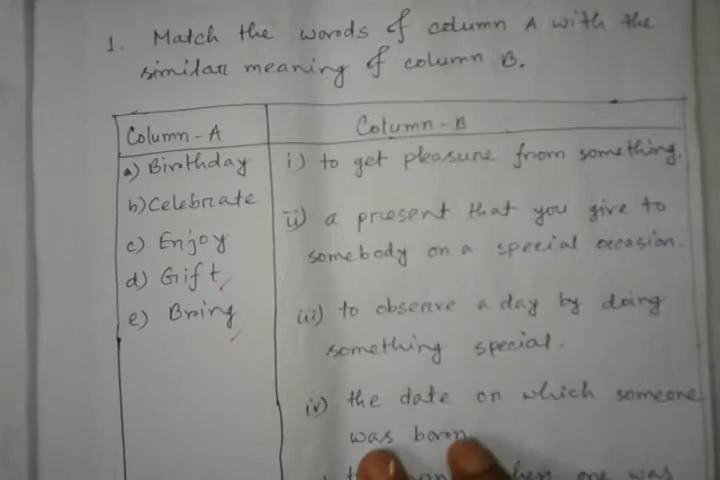 1. Match the words of column A with the
similar meaning of column B.
Column-A
Column-B
a) Birthday
i) to get pleasure from something.
b) Celebrate
ii) a present that you give to
somebody on a special occasion.
c) Enjoy
d) Gift
e) Bring
iii) to observe a day by doing
something special.
iv) the date on which someone
was born
one was